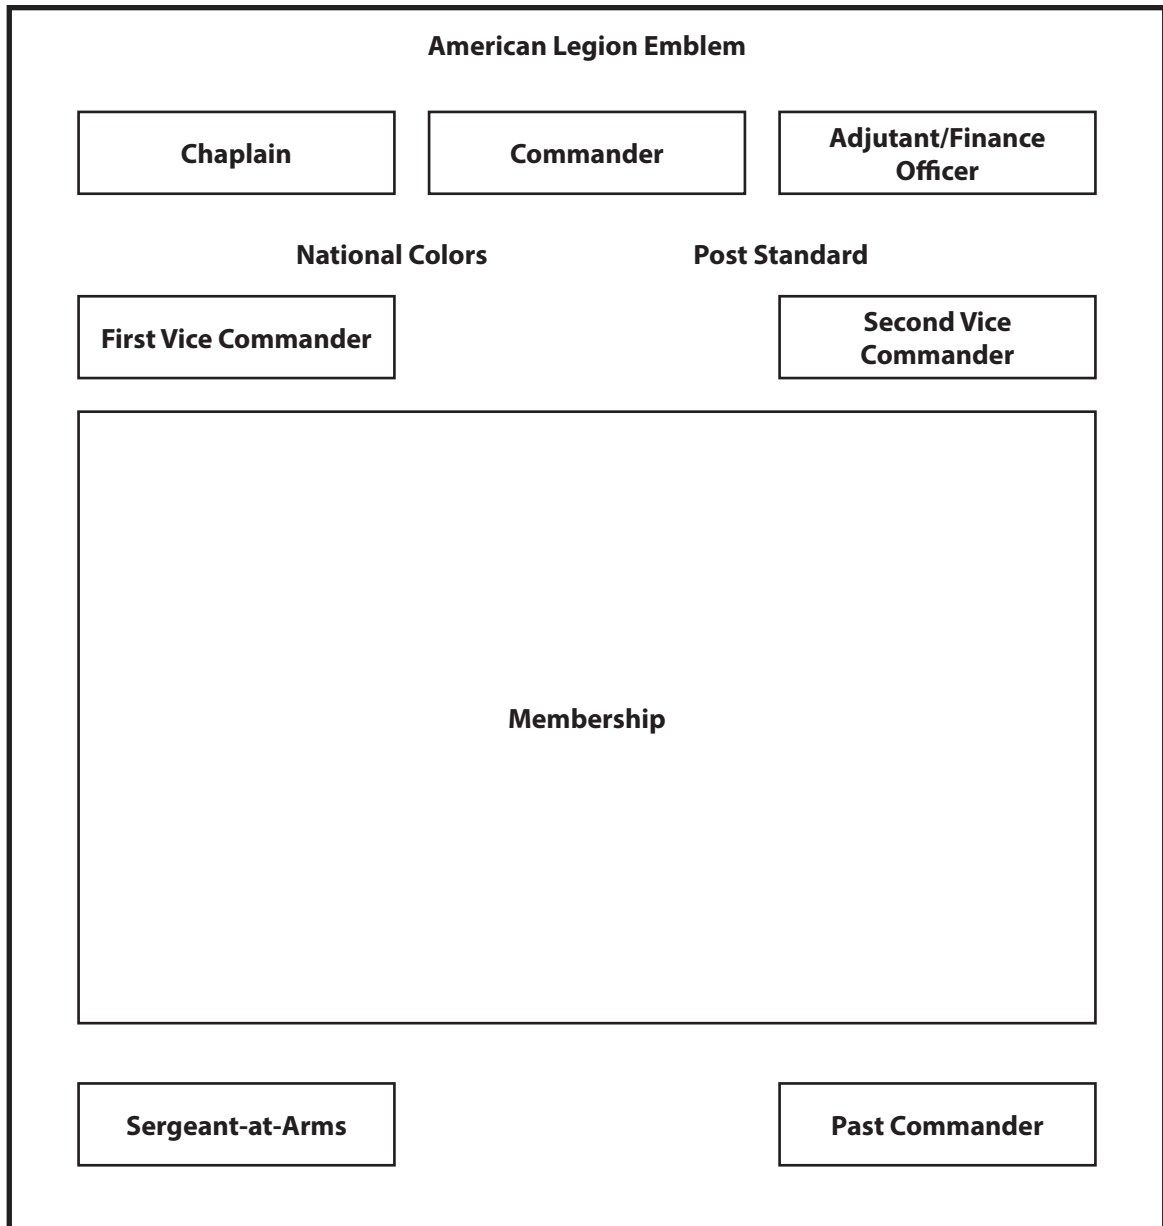 American Legion Emblem
Chaplain
Commander
Adjutant/Finance
Officer
National Colors
Post Standard
First Vice Commander
Second Vice
Commander
Membership
Sergeant-at-Arms
Past Commander